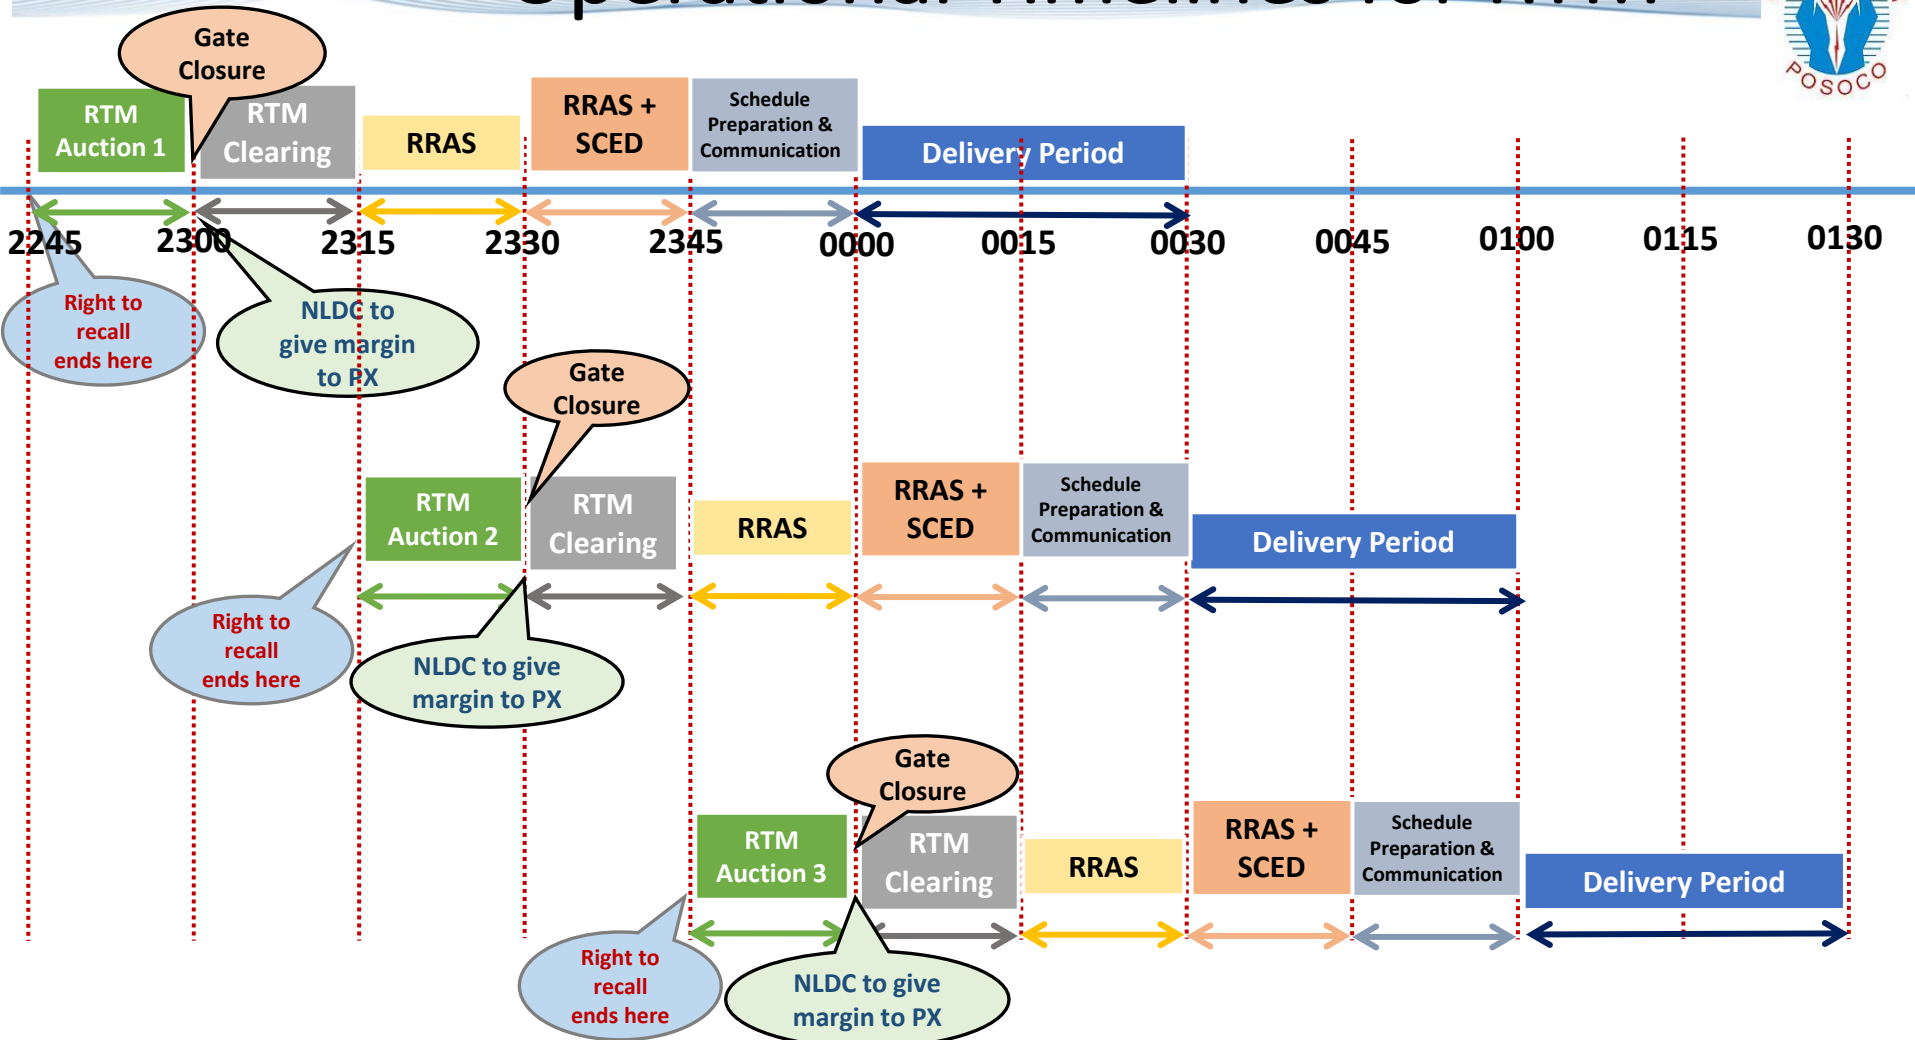 Operational Timelines for RTM
POSOCO
Gate
Closure
RTM
Auction 1
RTM
Clearing
RRAS
RRAS +
SCED
Schedule
Preparation &
Communication
Delivery Period
2245
2300
2315
2330
2345
0000
0015
0030
0045
0100
0115
0130
Right to
recall
ends here
NLDC to
give margin
to PX
Gate
Closure
RTM
Auction 2
RTM
Clearing
RRAS
RRAS +
SCED
Schedule
Preparation &
Communication
Delivery Period
Right to
recall
ends here
NLDC to give
margin to PX
Gate
Closure
RTM
Auction 3
RTM
Clearing
RRAS
RRAS +
SCED
Schedule
Preparation &
Communication
Delivery Period
Right to
recall
ends here
NLDC to give
margin to PX